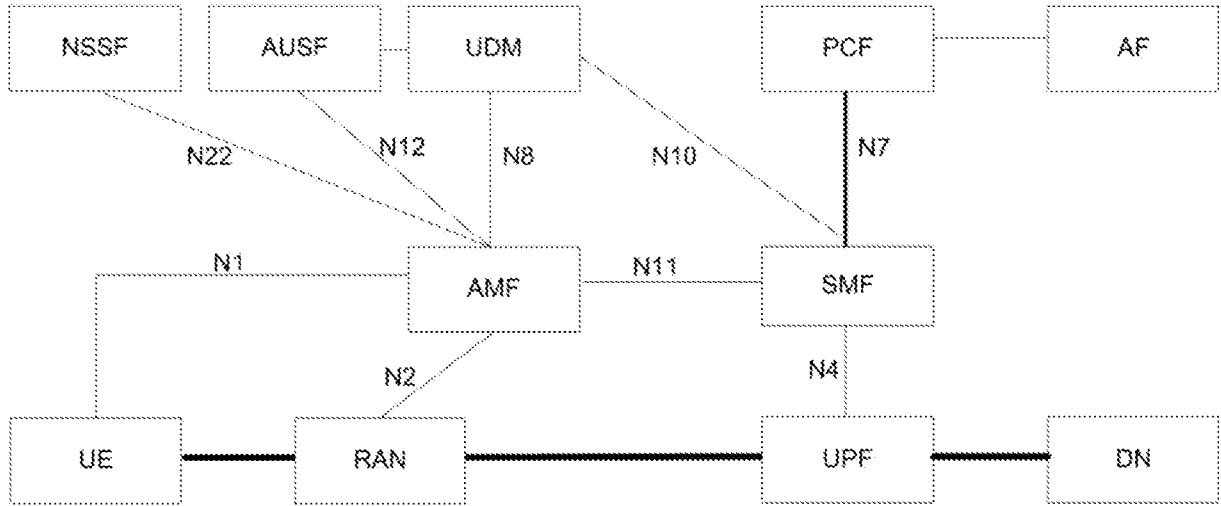 NSSF
AUSF
UDM
PCF
AF
N22
N12
N8
N10
N7
N1
AMF
N11
SMF
N2
N4
UE
RAN
UPF
DN